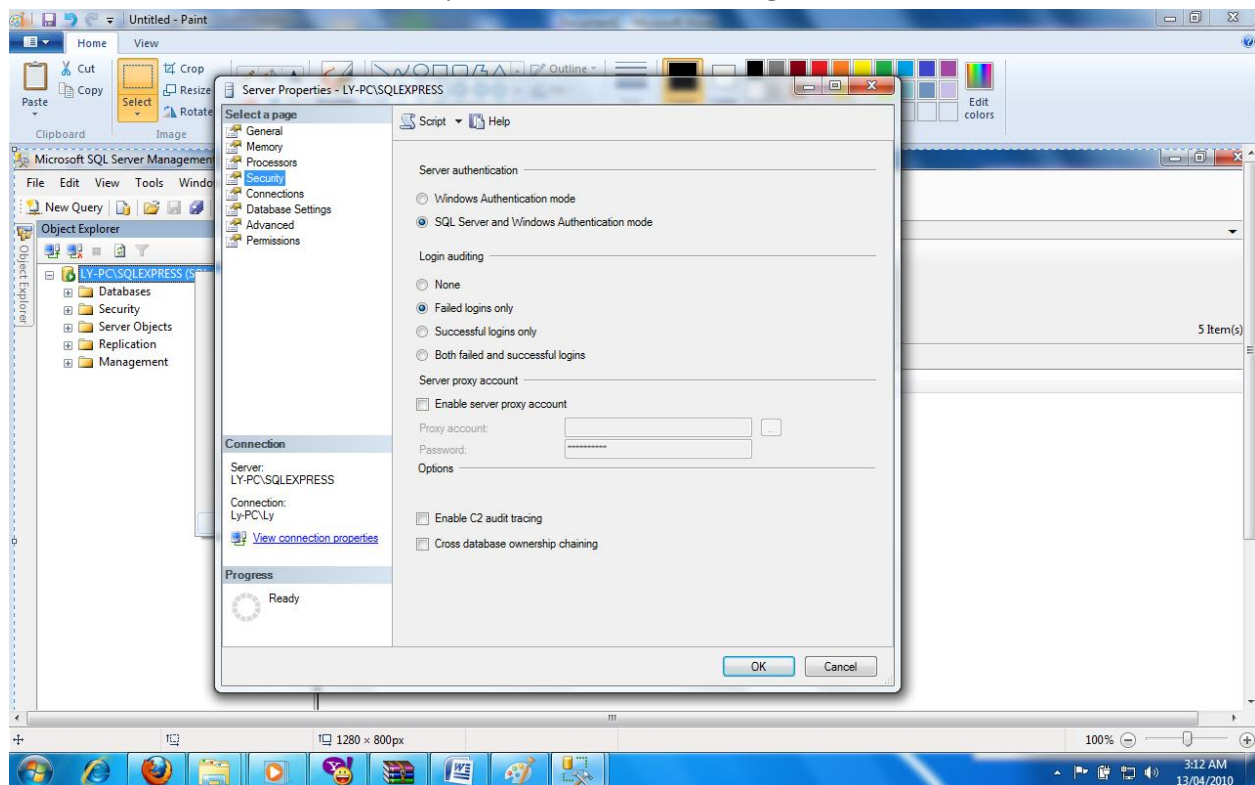 Untitled - Paint
Home View
Cut
Copy
Paste
Clipboard
Select
Crop
Resize
Rotate
Image
Outline
Edit
colors
Microsoft SQL Server Managemen
File Edit View Tools Windo
New Query
Object Explorer
Object Explorer
LY-PC\SQLEXPRESS (SQ
Databases
Security
Server Objects
Replication
Management
5 Item(s)
Server Properties - LY-PC\SQLEXPRESS
Select a page
General
Memory
Processors
Security
Connections
Database Settings
Advanced
Permissions
Connection
Server:
LY-PC\SQLEXPRESS
Connection:
Ly-PC\Ly
View connection properties
Progress
Ready
Script Help
Server authentication
Windows Authentication mode
SQL Server and Windows Authentication mode
Login auditing
None
Failed logins only
Successful logins only
Both failed and successful logins
Server proxy account
Enable server proxy account
Proxy account:
...
Password:
**********
Options
Enable C2 audit tracing
Cross database ownership chaining
OK Cancel
1280 × 800px
100%
3:12 AM
13/04/2010